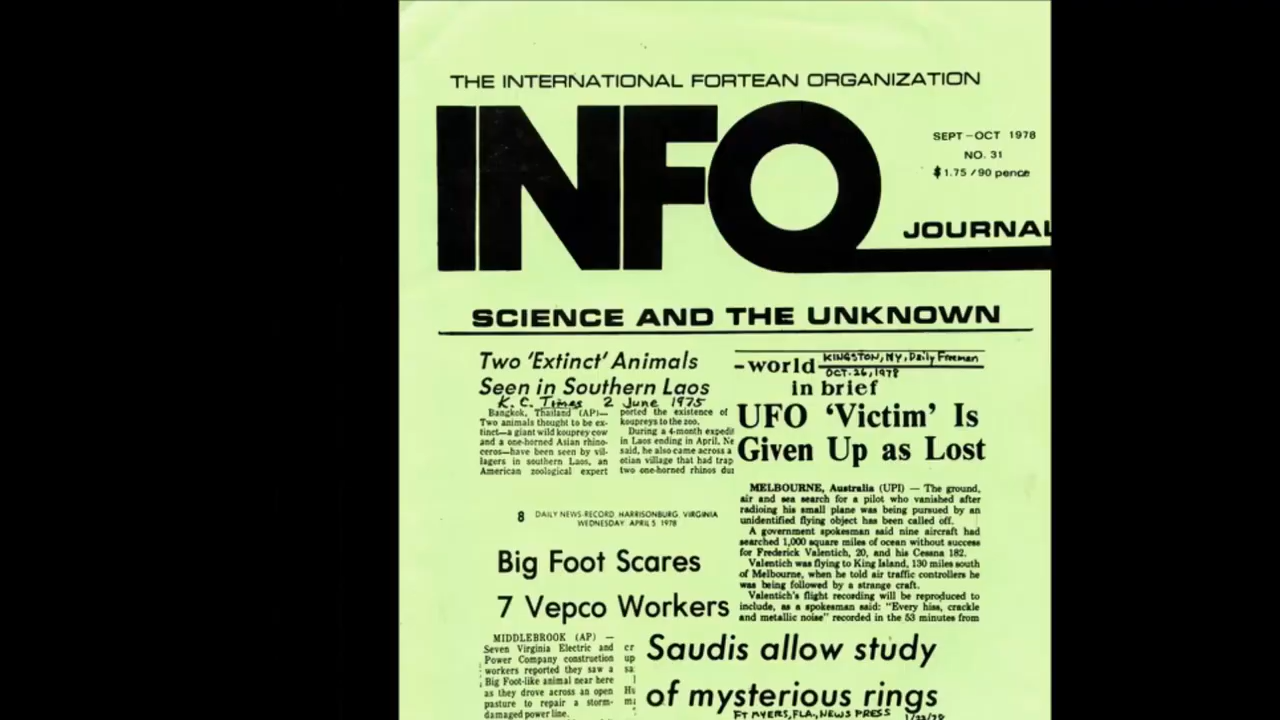 THE INTERNATIONAL FORTEAN ORGANIZATION
INFO
SEPT-OCT 1978
NO. 31
$1.75/90 pence
JOURNAL
SCIENCE AND THE UNKNOWN
Two 'Extinct' Animals
Seen in Southern Laos
K.C. Times 2 June 1975
Bangkok, Thailand (AP)—
Two animals thought to be ex-
tinct—a giant wild kouprey cow
and a one-horned Asian rhino-
ceros—have been seen by vil-
lagers in southern Laos, an
American zoological expert
ported the existence of
koupreys to the zoo.
During a 4-month expedi
in Laos ending in April, Ne
said, he also came across a
otian village that had trap
two one-horned rhinos du
-world
KINGSTON, NY, Daily Freeman
OCT. 26, 1978
in brief
UFO 'Victim' Is
Given Up as Lost
MELBOURNE, Australia (UPI) — The ground,
air and sea search for a pilot who vanished after
radioing his small plane was being pursued by an
unidentified flying object has been called off.
A government spokesman said nine aircraft had
searched 1,000 square miles of ocean without success
for Frederick Valentich, 20, and his Cessna 182.
Valentich was flying to King Island, 130 miles south
of Melbourne, when he told air traffic controllers he
was being followed by a strange craft.
Valentich's flight recording will be reproduced to
include, as a spokesman said: "Every hiss, crackle
and metallic noise" recorded in the 53 minutes from
8 DAILY NEWS-RECORD, HARRISONBURG, VIRGINIA
WEDNESDAY, APRIL 5 1978
Big Foot Scares
7 Vepco Workers
MIDDLEBROOK (AP) —
Seven Virginia Electric and
Power Company construction
workers reported they saw a
Big Foot-like animal near here
as they drove across an open
pasture to repair a storm-
damaged power line.
cr
up
sa
Saudis allow study
of mysterious rings
FT MYERS, FLA., NEWS PRESS